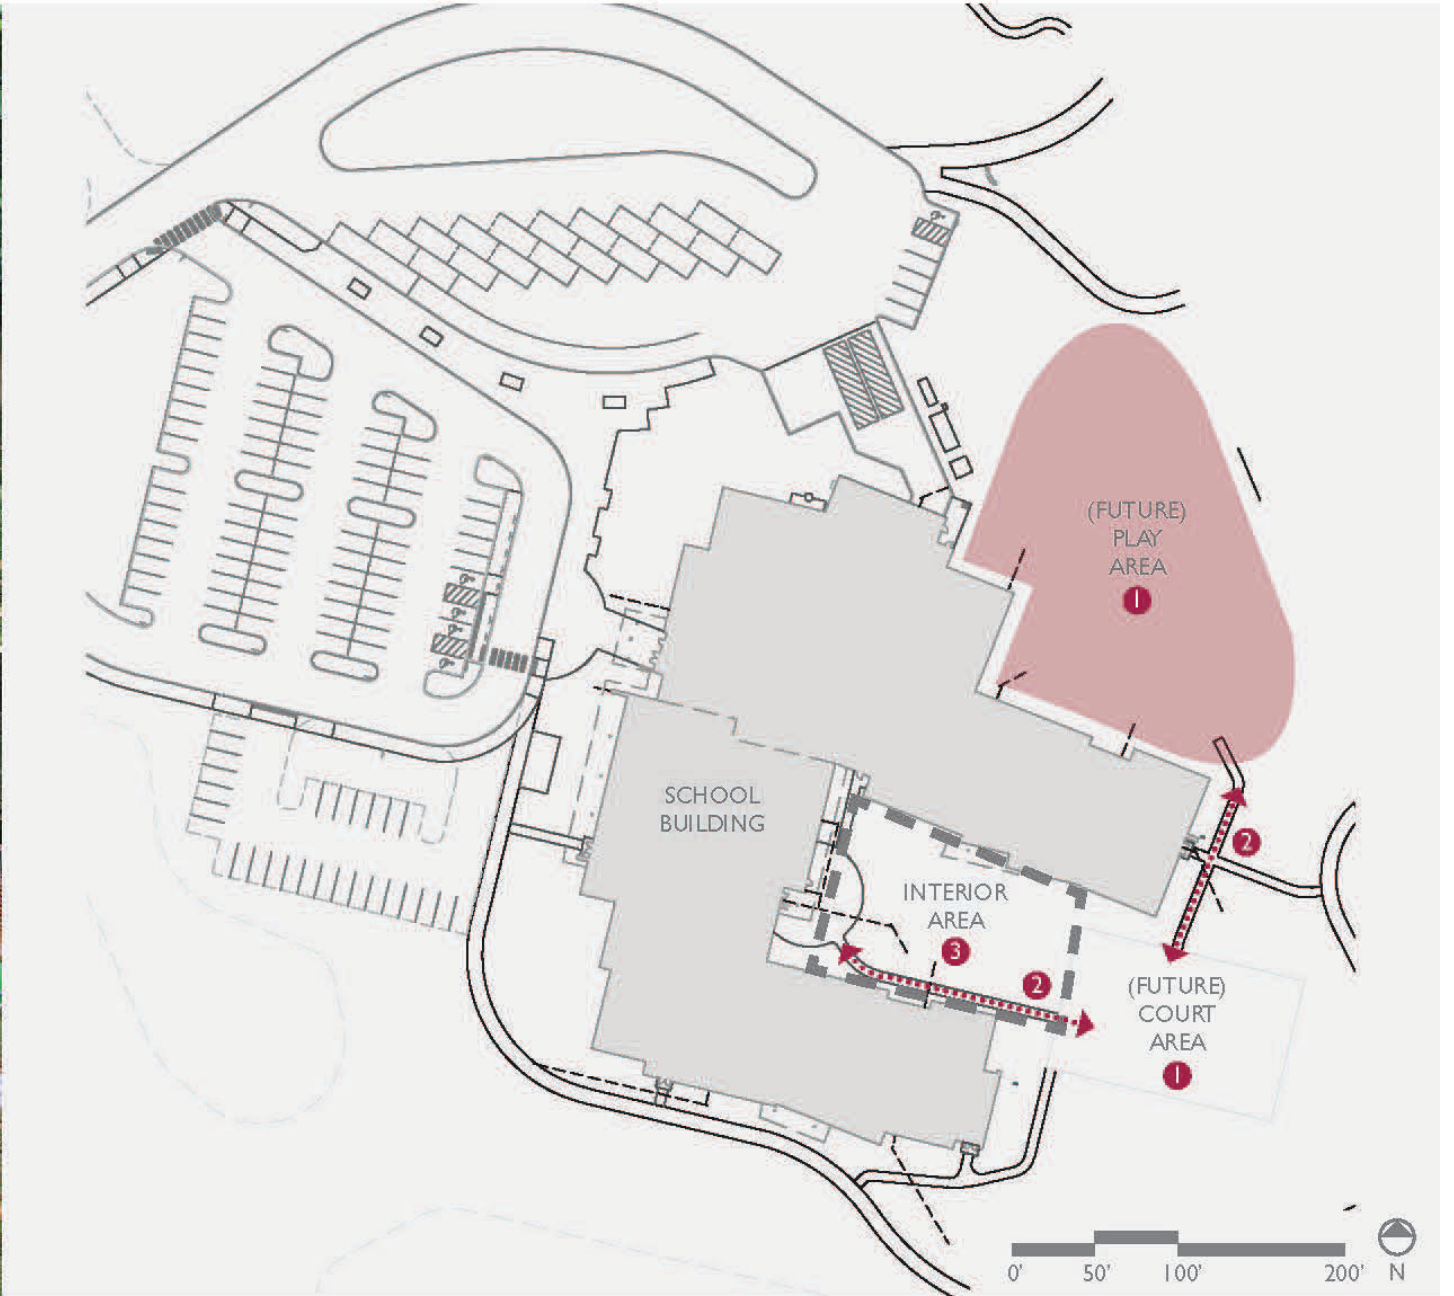 (FUTURE)
PLAY
AREA
1
SCHOOL
BUILDING
2
INTERIOR
AREA
3
2
(FUTURE)
COURT
AREA
1
0' 50' 100' 200' N